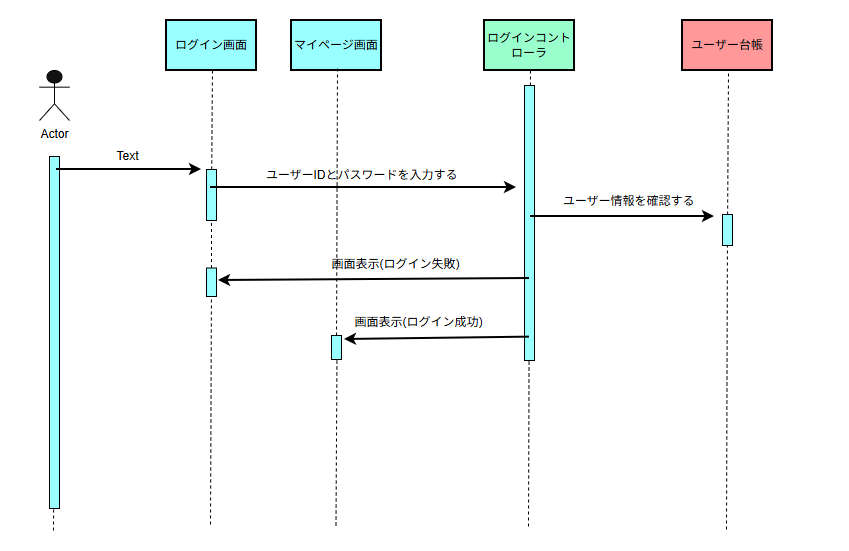 ログイン画面
マイページ画面
ログインコント
ローラ
ユーザー台帳
Actor
Text
ユーザーIDとパスワードを入力する
ユーザー情報を確認する
画面表示(ログイン失敗)
画面表示(ログイン成功)